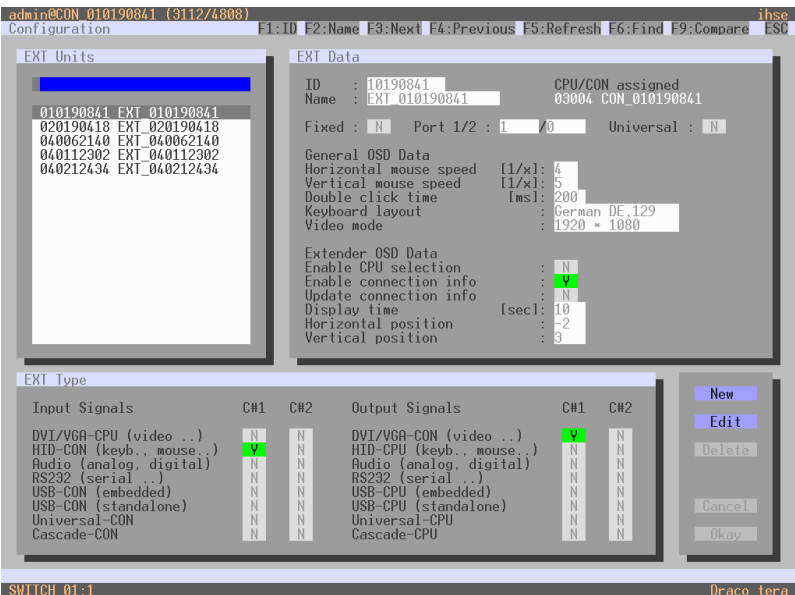 admin@CON_010190841 (3112/4808) ihse
Configuration F1:ID F2:Name F3:Next F4:Previous F5:Refresh F6:Find F9:Compare ESC
EXT Units
010190841 EXT_010190841
020190418 EXT_020190418
040062140 EXT_040062140
040112302 EXT_040112302
040212434 EXT_040212434
EXT Data
ID : 10190841 CPU/CON assigned
Name : EXT_010190841 03004 CON_010190841
Fixed : N Port 1/2 : 1 /0 Universal : N
General OSD Data
Horizontal mouse speed [1/x]: 4
Vertical mouse speed [1/x]: 5
Double click time [ms]: 200
Keyboard layout : German DE,129
Video mode : 1920 * 1080
Extender OSD Data
Enable CPU selection : N
Enable connection info : Y
Update connection info : N
Display time [sec]: 10
Horizontal position : -2
Vertical position : 3
EXT Type
Input Signals C#1 C#2 Output Signals C#1 C#2
DVI/VGA-CPU (video ..) N N DVI/VGA-CON (video ..) Y N
HID-CON (keyb., mouse..) Y N HID-CPU (keyb., mouse..) N N
Audio (analog, digital) N N Audio (analog, digital) N N
RS232 (serial ..) N N RS232 (serial ..) N N
USB-CON (embedded) N N USB-CPU (embedded) N N
USB-CON (standalone) N N USB-CPU (standalone) N N
Universal-CON N N Universal-CPU N N
Cascade-CON N N Cascade-CPU N N
New
Edit
Delete
Cancel
Okay
SWITCH 01:1 Draco tera